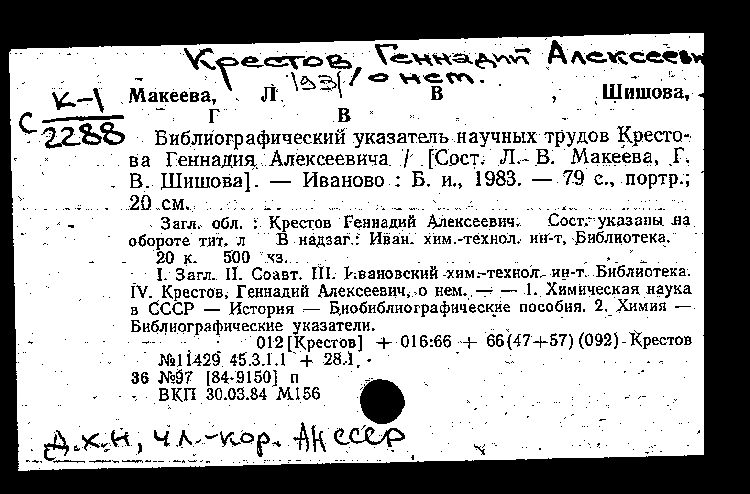 Крестов, Геннадий Алексеевич
1931 / о нем.
К-1
С 2288
Макеева, Л В , Шишова,
Г В
Библиографический указатель научных трудов Кресто-
ва Геннадия Алексеевича / [Сост. Л. В. Макеева, Г.
В. Шишова]. — Иваново : Б. и., 1983. — 79 с., портр.;
20 см.
Загл. обл. : Крестов Геннадий Алексеевич. Сост. указаны на
обороте тит. л В надзаг.: Иван. хим.-технол. ин-т, Библиотека.
20 к. 500 кз.
I. Загл. II. Соавт. III. Ивановский хим.-технол. ин-т. Библиотека.
IV. Крестов, Геннадий Алексеевич, о нем. — — 1. Химическая наука
в СССР — История — Биобиблиографические пособия. 2. Химия —
Библиографические указатели.
012[Крестов] + 016:66 + 66(47+57)(092) Крестов
№11429 45.3.1.1 + 28.1.
36 №97 [84-9150] п
ВКП 30.03.84 М156
Д.х.н, чл.-кор. АН СССР